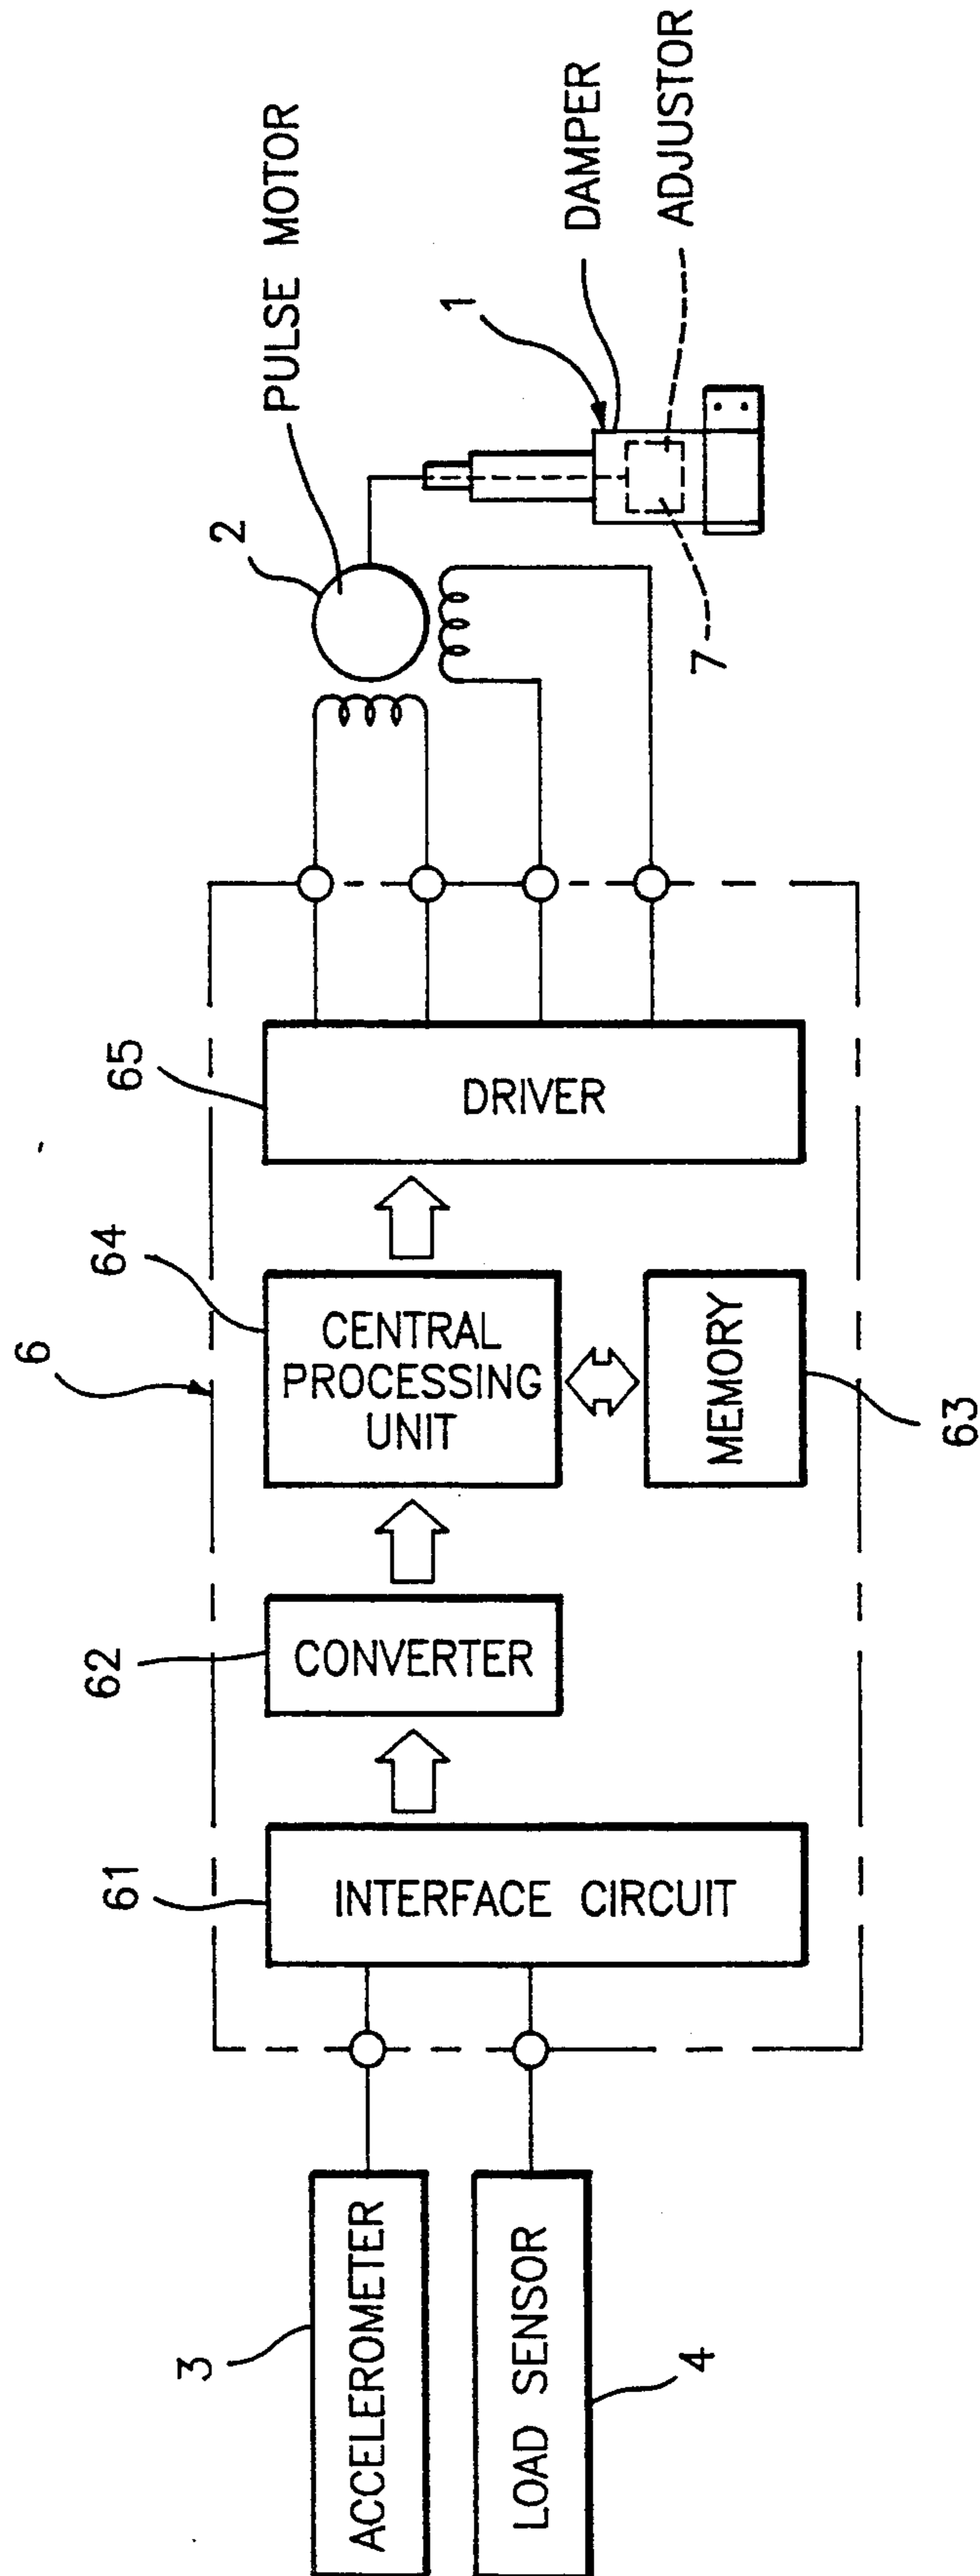 3
ACCELEROMETER
LOAD SENSOR
4
6
61
INTERFACE CIRCUIT
62
CONVERTER
64
CENTRAL
PROCESSING
UNIT
MEMORY
63
65
DRIVER
2
PULSE MOTOR
1
DAMPER
7
ADJUSTOR